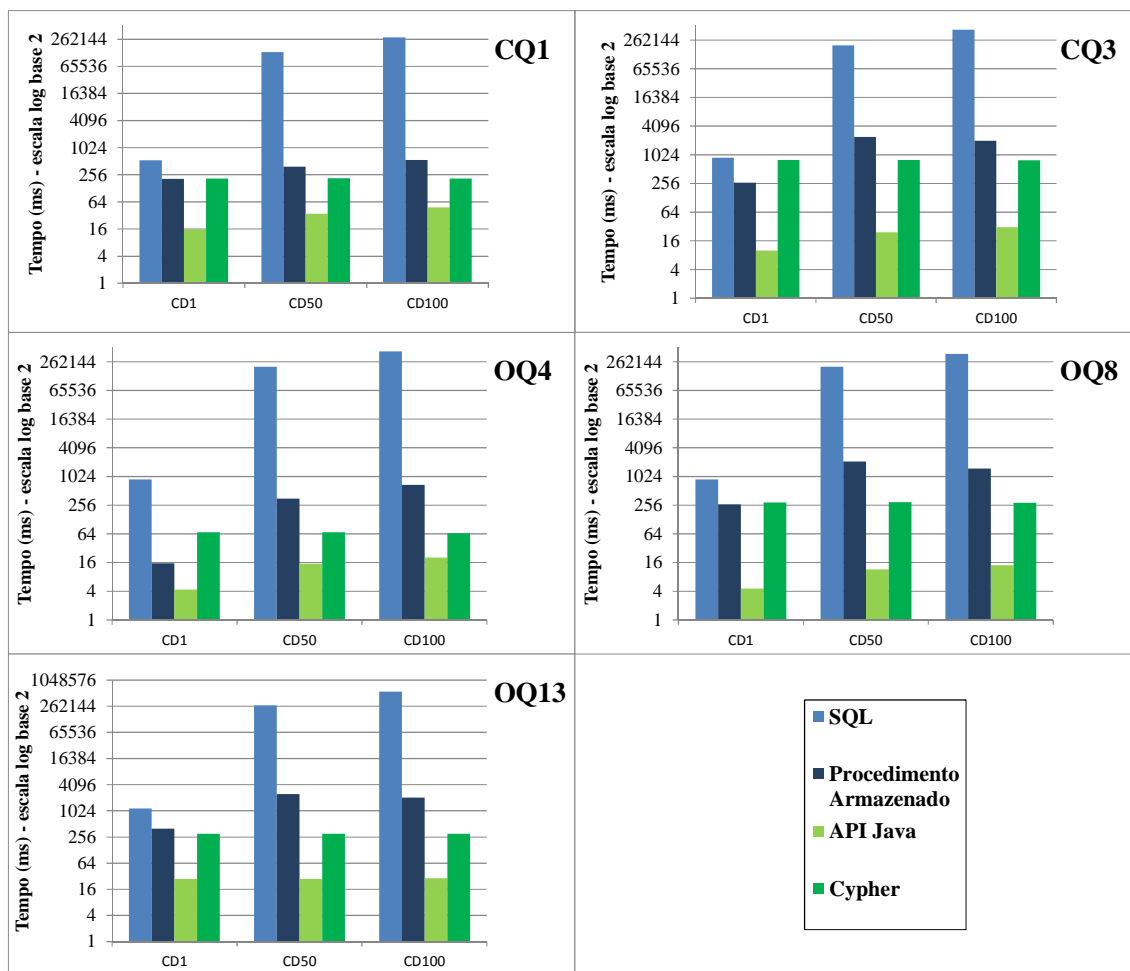 CQ1
Tempo (ms) - escala log base 2
262144
65536
16384
4096
1024
256
64
16
4
1
CD1 CD50 CD100
CQ3
Tempo (ms) - escala log base 2
262144
65536
16384
4096
1024
256
64
16
4
1
CD1 CD50 CD100
OQ4
Tempo (ms) - escala log base 2
262144
65536
16384
4096
1024
256
64
16
4
1
CD1 CD50 CD100
OQ8
Tempo (ms) - escala log base 2
262144
65536
16384
4096
1024
256
64
16
4
1
CD1 CD50 CD100
OQ13
Tempo (ms) - escala log base 2
1048576
262144
65536
16384
4096
1024
256
64
16
4
1
CD1 CD50 CD100
SQL
Procedimento
Armazenado
API Java
Cypher